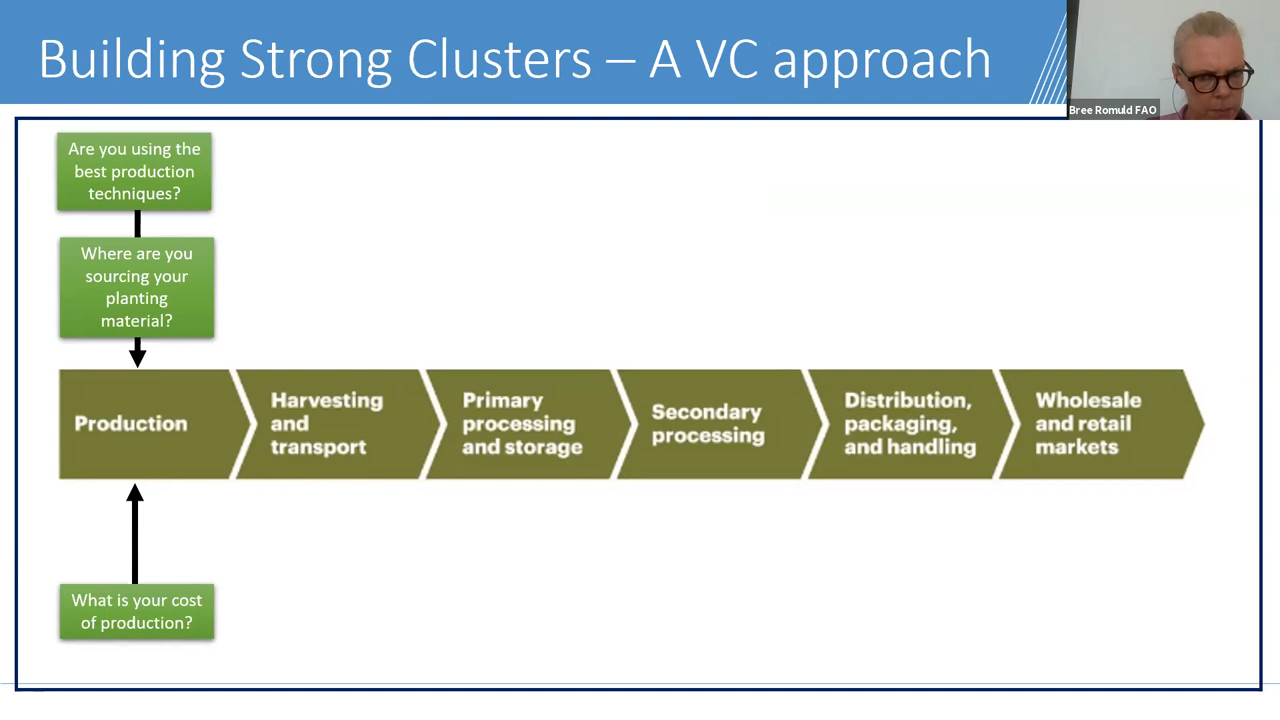 Building Strong Clusters – A VC approach
Bree Romuld FAO
Are you using the
best production
techniques?
Where are you
sourcing your
planting
material?
Production
Harvesting
and
transport
Primary
processing
and storage
Secondary
processing
Distribution,
packaging,
and handling
Wholesale
and retail
markets
What is your cost
of production?